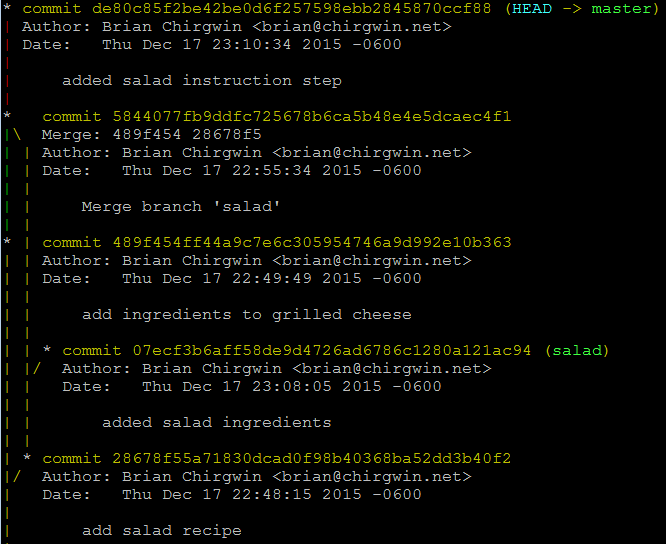 * commit de80c85f2be42be0d6f257598ebb2845870ccf88 (HEAD -> master)
| Author: Brian Chirgwin <brian@chirgwin.net>
| Date:   Thu Dec 17 23:10:34 2015 -0600
|
|     added salad instruction step
|
*   commit 5844077fb9ddfc725678b6ca5b48e4e5dcaec4f1
|\  Merge: 489f454 28678f5
| | Author: Brian Chirgwin <brian@chirgwin.net>
| | Date:   Thu Dec 17 22:55:34 2015 -0600
| |
| |     Merge branch 'salad'
| |
* | commit 489f454ff44a9c7e6c305954746a9d992e10b363
| | Author: Brian Chirgwin <brian@chirgwin.net>
| | Date:   Thu Dec 17 22:49:49 2015 -0600
| |
| |     add ingredients to grilled cheese
| |
| | * commit 07ecf3b6aff58de9d4726ad6786c1280a121ac94 (salad)
| |/  Author: Brian Chirgwin <brian@chirgwin.net>
| |   Date:   Thu Dec 17 23:08:05 2015 -0600
| |
| |       added salad ingredients
| |
| * commit 28678f55a71830dcad0f98b40368ba52dd3b40f2
|/  Author: Brian Chirgwin <brian@chirgwin.net>
|   Date:   Thu Dec 17 22:48:15 2015 -0600
|
|       add salad recipe